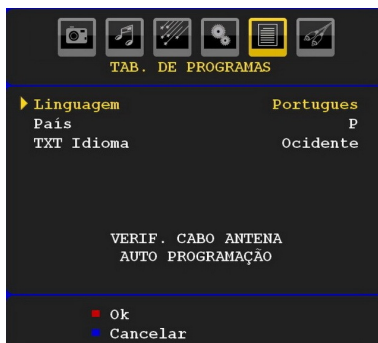 TAB. DE PROGRAMAS
Linguagem Portugues
País P
TXT Idioma Ocidente
VERIF. CABO ANTENA
AUTO PROGRAMAÇÃO
Ok
Cancelar